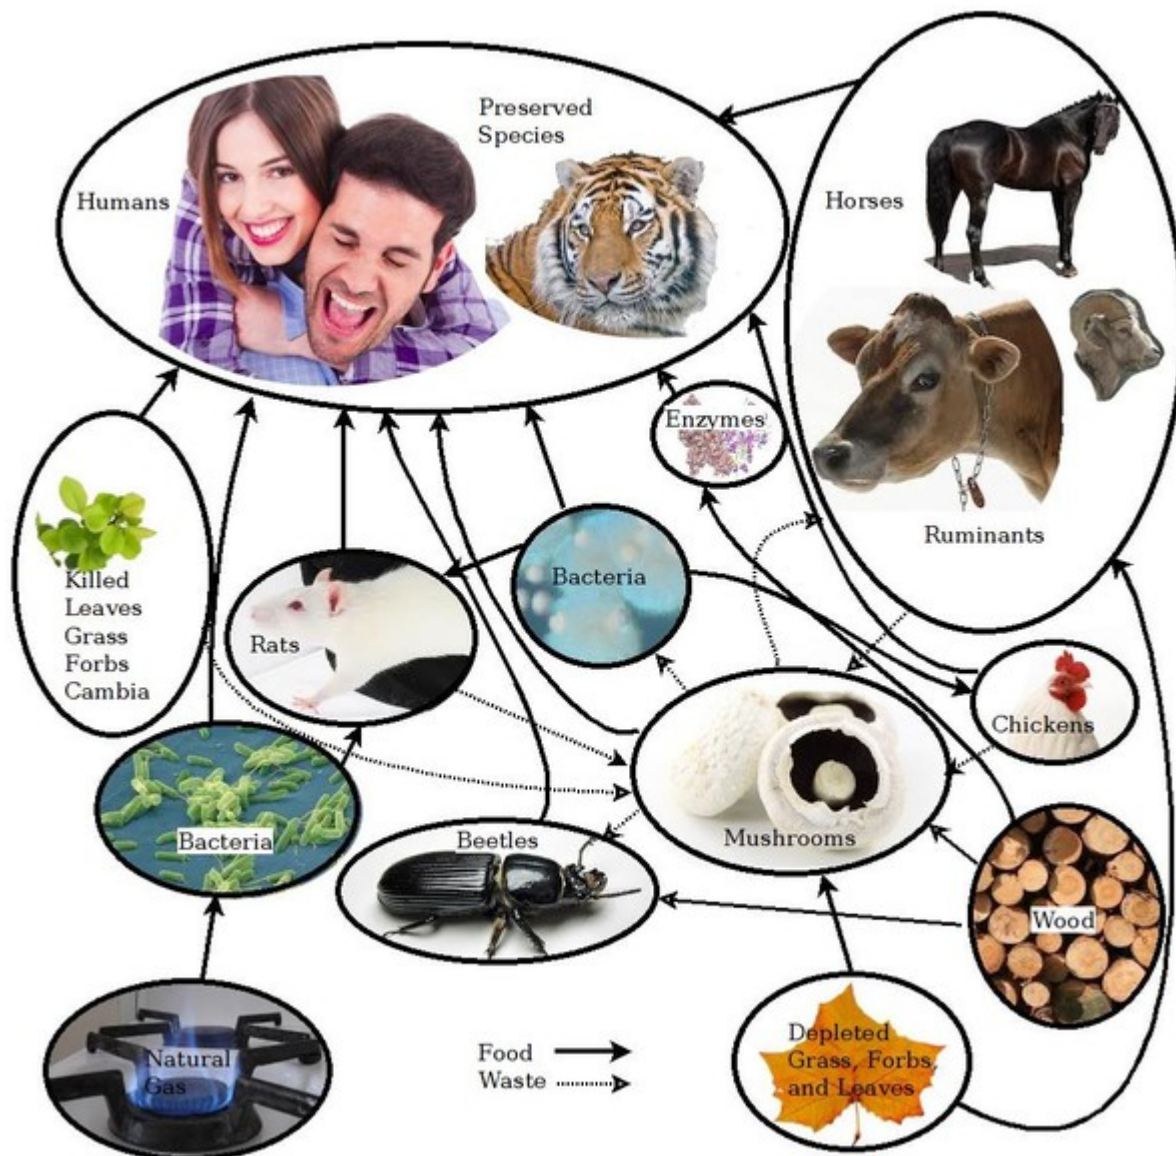 Preserved
Species
Humans
Horses
Enzymes
Ruminants
Killed
Leaves
Grass
Forbs
Cambia
Bacteria
Rats
Chickens
Bacteria
Beetles
Mushrooms
Wood
Natural
Gas
Food
Waste
Depleted
Grass, Forbs,
and Leaves